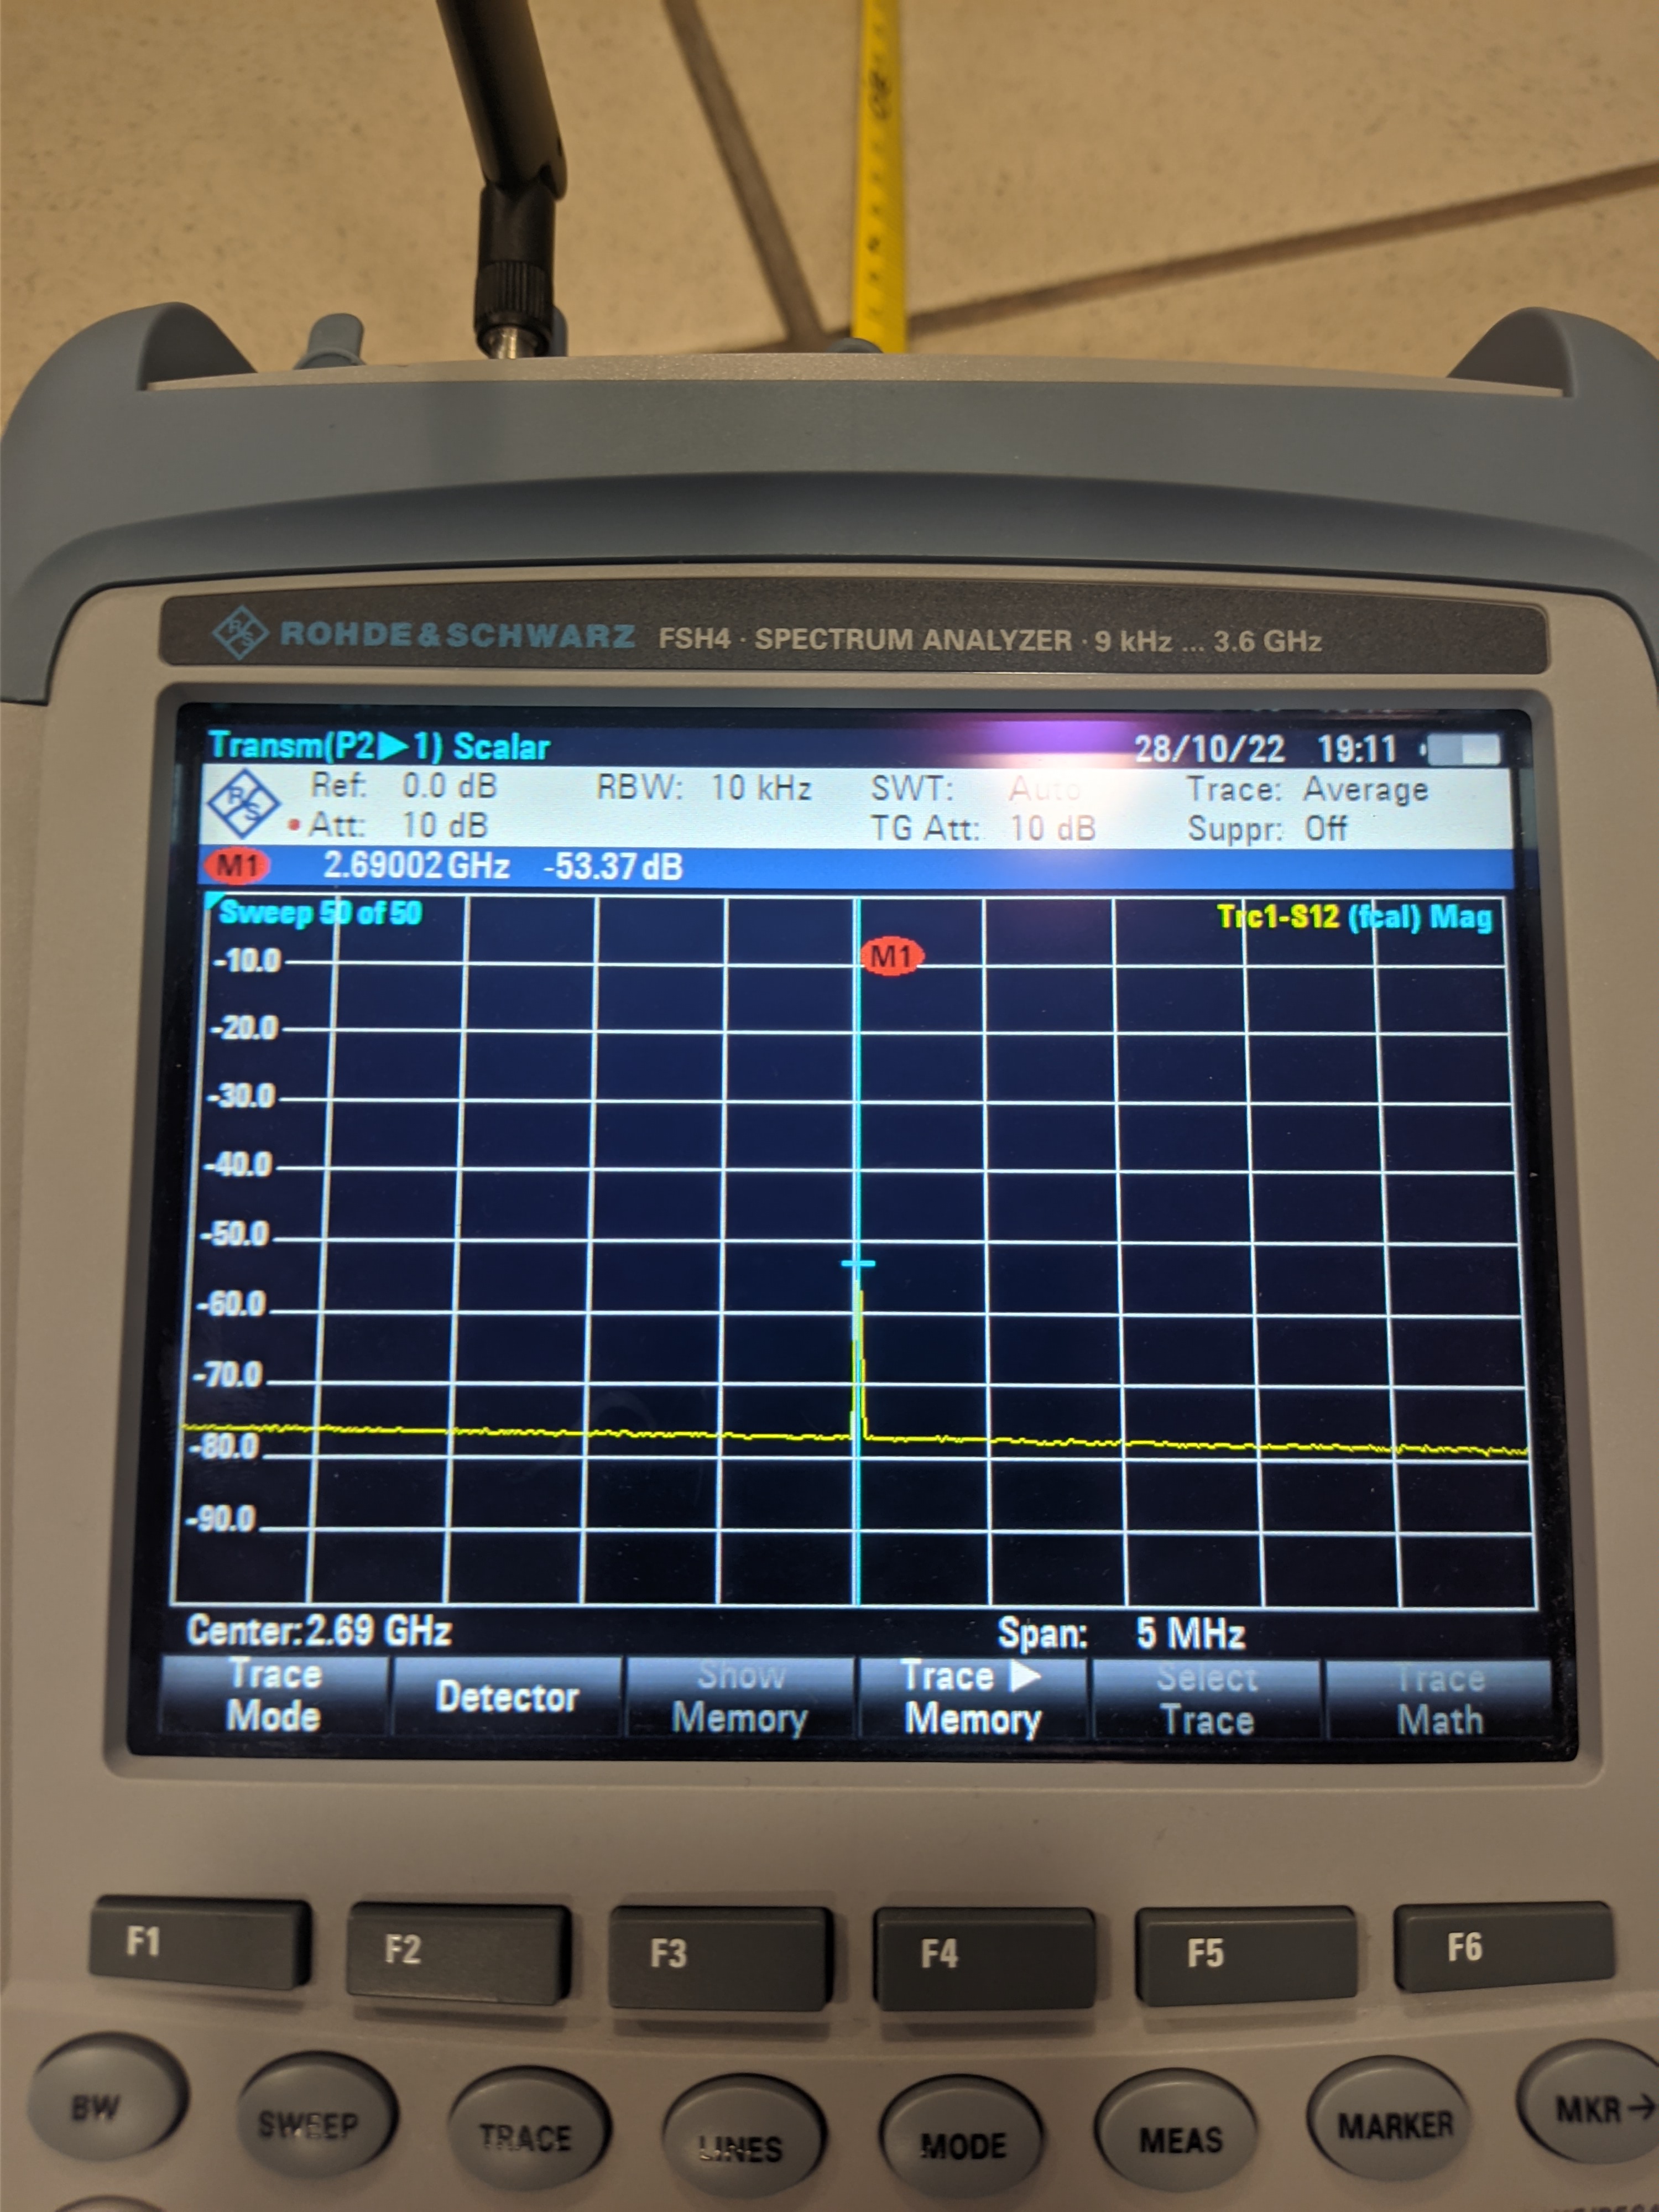 20
R/S ROHDE&SCHWARZ FSH4 · SPECTRUM ANALYZER · 9 kHz ... 3.6 GHz
Transm(P2▶1) Scalar 28/10/22 19:11
R/S Ref: 0.0 dB RBW: 10 kHz SWT: Auto Trace: Average
Att: 10 dB TG Att: 10 dB Suppr: Off
M1 2.69002 GHz -53.37 dB
Sweep 50 of 50 Trc1-S12 (fcal) Mag
M1
-10.0
-20.0
-30.0
-40.0
-50.0
-60.0
-70.0
-80.0
-90.0
Center: 2.69 GHz Span: 5 MHz
Trace Mode Detector Show Memory Trace ▶ Memory Select Trace Trace Math
F1 F2 F3 F4 F5 F6
BW SWEEP TRACE LINES MODE MEAS MARKER MKR→